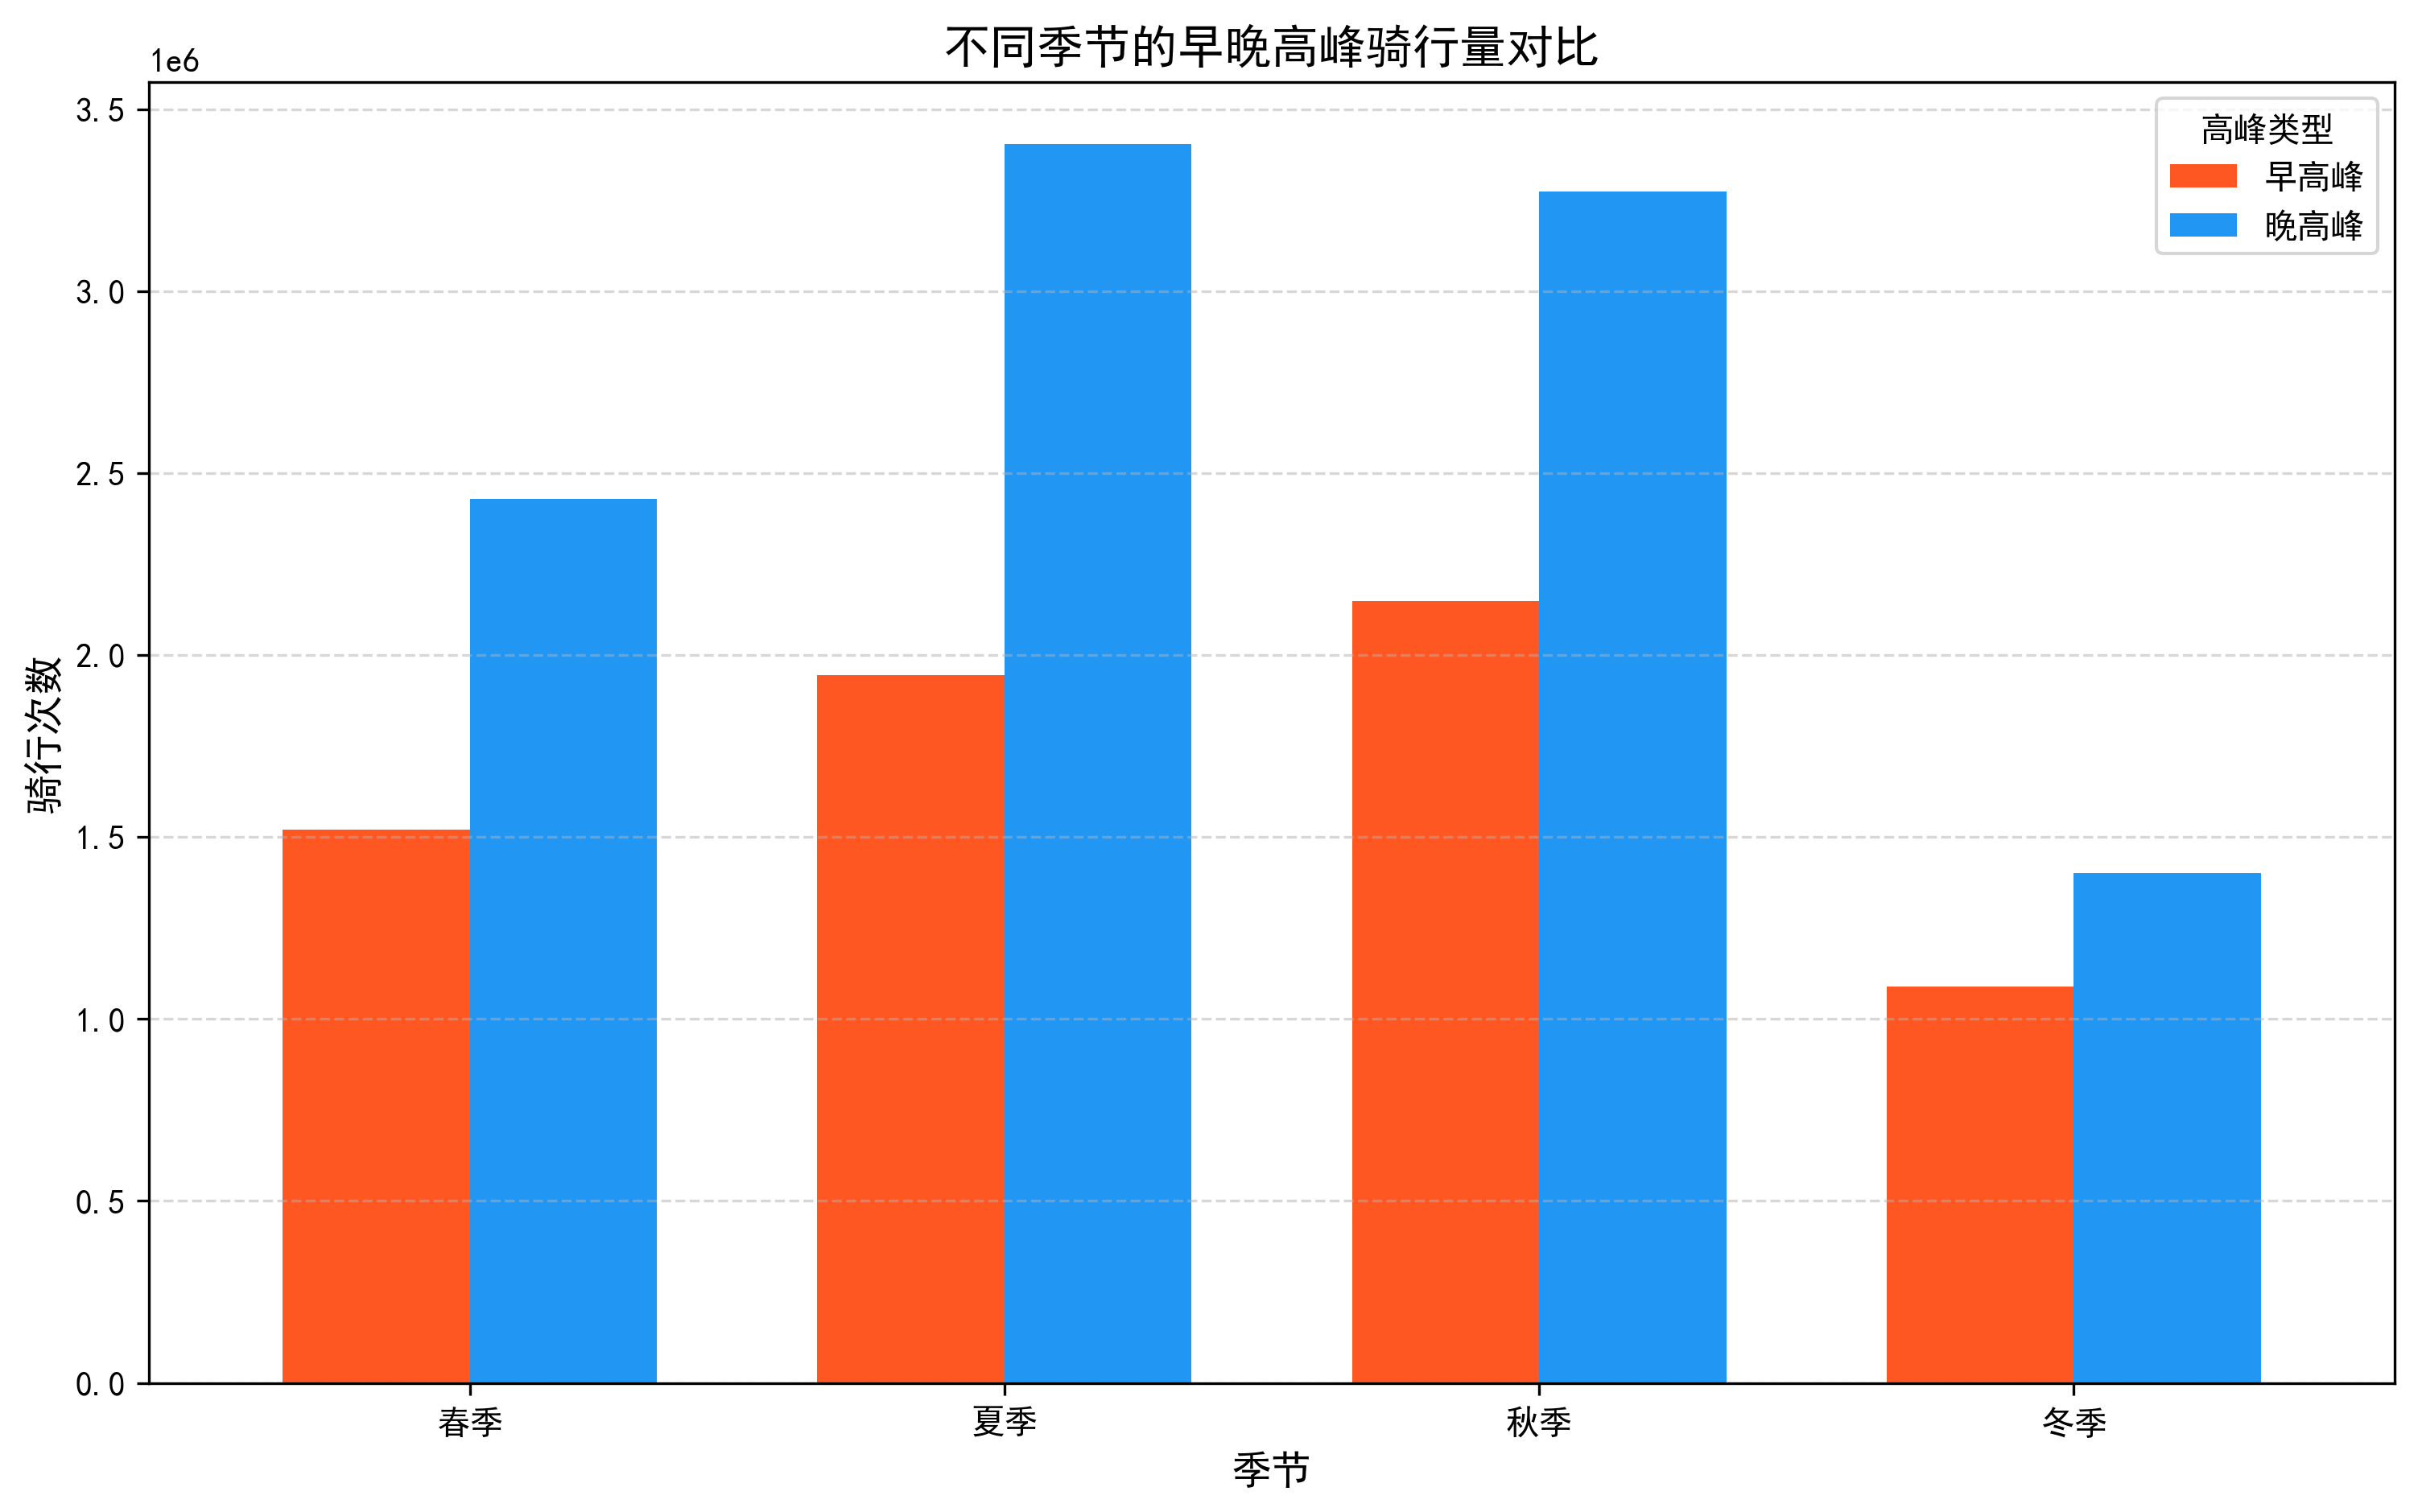 不同季节的早晚高峰骑行量对比
1e6
3.5
3.0
2.5
2.0
1.5
1.0
0.5
0.0
骑行次数
高峰类型
早高峰
晚高峰
春季 夏季 秋季 冬季
季节